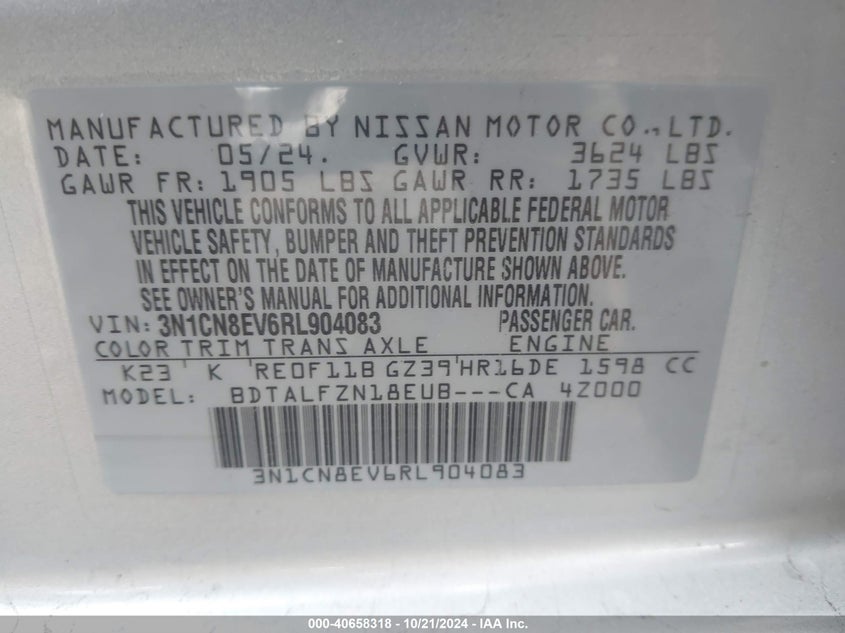 MANUFACTURED BY NISSAN MOTOR CO., LTD.
DATE: 05/24. GVWR: 3624 LBS
GAWR FR: 1905 LBS GAWR RR: 1735 LBS
THIS VEHICLE CONFORMS TO ALL APPLICABLE FEDERAL MOTOR
VEHICLE SAFETY, BUMPER AND THEFT PREVENTION STANDARDS
IN EFFECT ON THE DATE OF MANUFACTURE SHOWN ABOVE.
SEE OWNER'S MANUAL FOR ADDITIONAL INFORMATION.
VIN: 3N1CN8EV6RL904083 PASSENGER CAR.
COLOR TRIM TRANS AXLE ENGINE
K23 K RE0F11B GZ39 HR16DE 1598 CC
MODEL: BDTALFZN18EUB---CA 4Z000
3N1CN8EV6RL904083
000-40658318 - 10/21/2024 - IAA Inc.